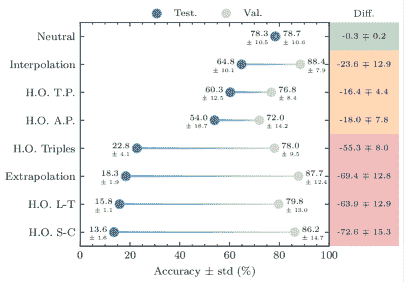 Test. Val. Diff.
Neutral 78.3 ± 10.5 78.7 ± 10.6 -0.3 ∓ 0.2
Interpolation 64.8 ± 10.1 88.4 ± 7.9 -23.6 ∓ 12.9
H.O. T.P. 60.3 ± 12.5 76.8 ± 8.4 -16.4 ∓ 4.4
H.O. A.P. 54.0 ± 18.7 72.0 ± 14.2 -18.0 ∓ 7.8
H.O. Triples 22.8 ± 4.1 78.0 ± 9.5 -55.3 ∓ 8.0
Extrapolation 18.3 ± 1.9 87.7 ± 12.4 -69.4 ∓ 12.8
H.O. L-T 15.8 ± 1.1 79.8 ± 13.0 -63.9 ∓ 12.9
H.O. S-C 13.6 ± 1.6 86.2 ± 14.7 -72.6 ∓ 15.3
0 20 40 60 80 100
Accuracy ± std (%)